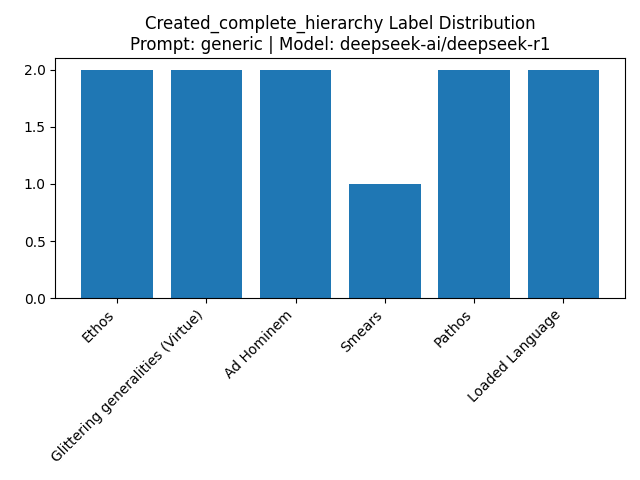 Created_complete_hierarchy Label Distribution
Prompt: generic | Model: deepseek-ai/deepseek-r1
2.0
1.5
1.0
0.5
0.0
Ethos
Glittering generalities (Virtue)
Ad Hominem
Smears
Pathos
Loaded Language